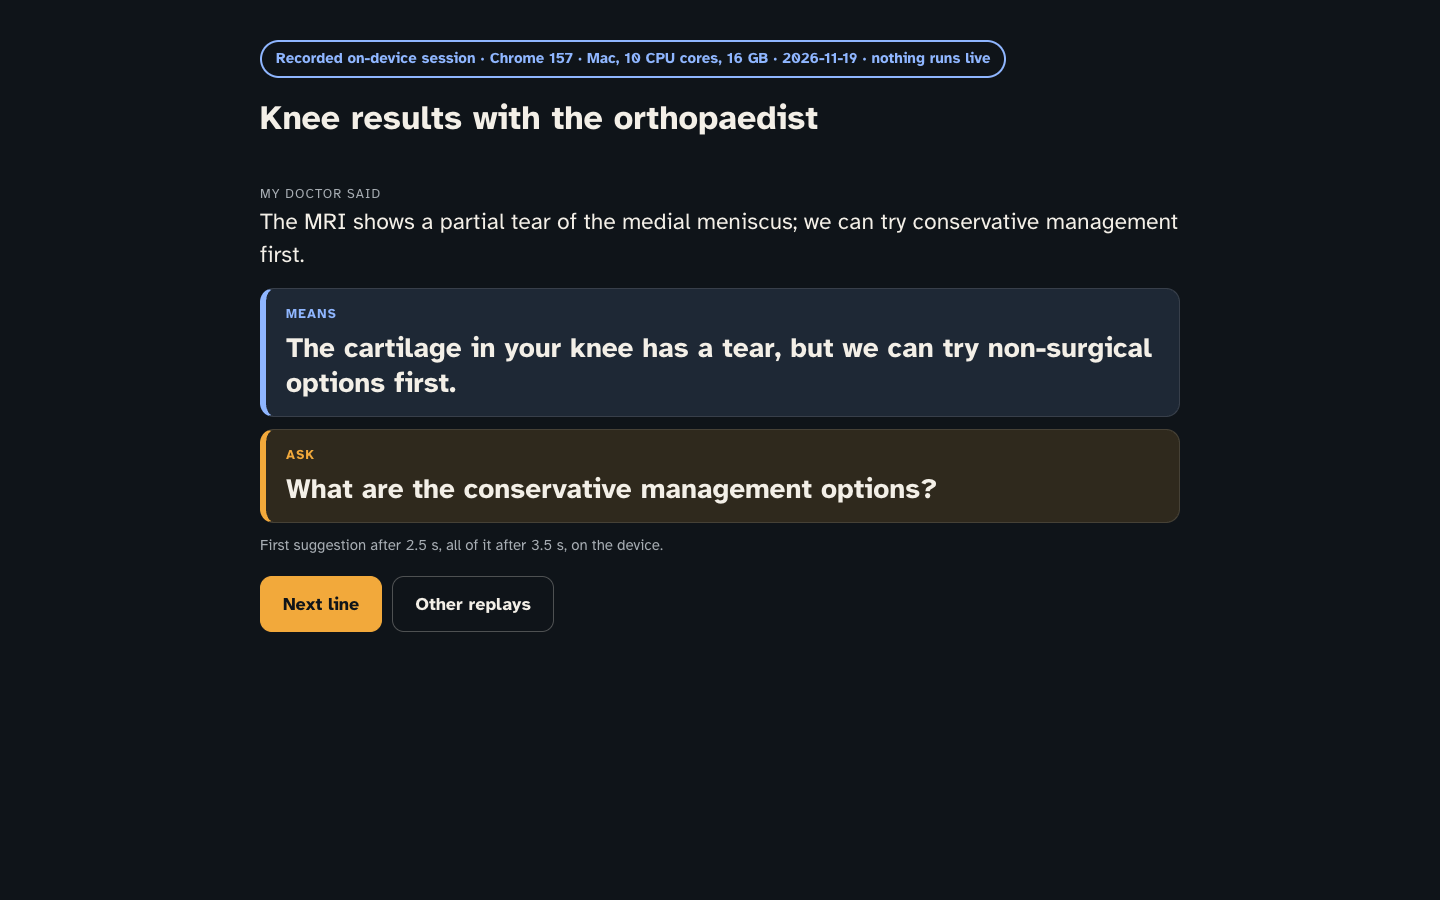 Recorded on-device session · Chrome 157 · Mac, 10 CPU cores, 16 GB · 2026-11-19 · nothing runs live
Knee results with the orthopaedist
MY DOCTOR SAID
The MRI shows a partial tear of the medial meniscus; we can try conservative management
first.
MEANS
The cartilage in your knee has a tear, but we can try non-surgical
options first.
ASK
What are the conservative management options?
First suggestion after 2.5 s, all of it after 3.5 s, on the device.
Next line
Other replays